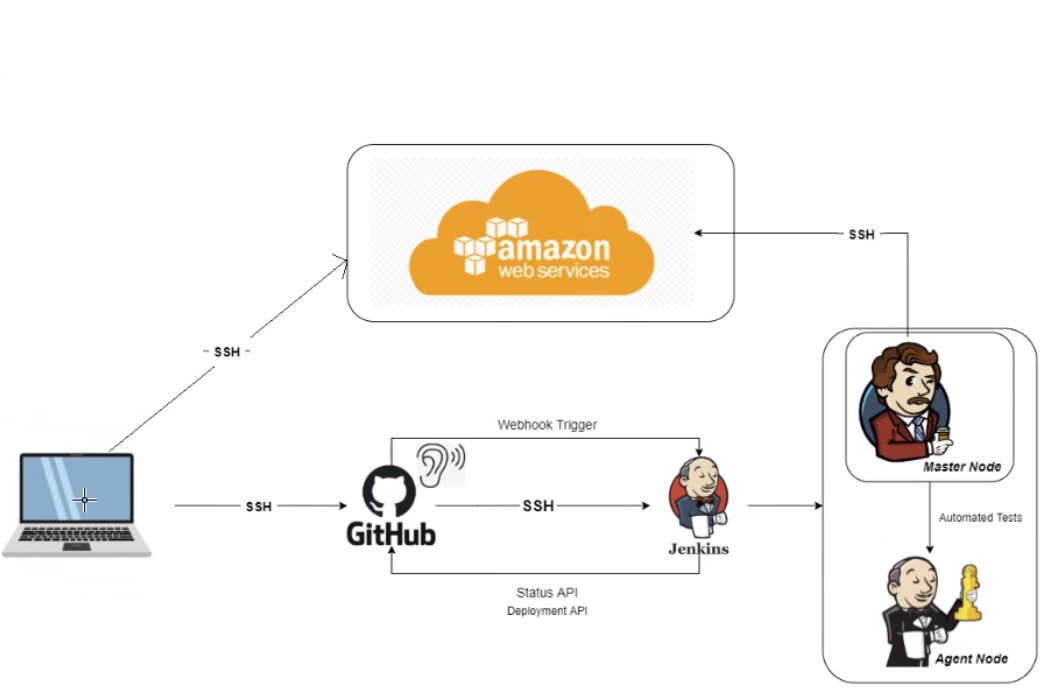 amazon
web services
SSH
- SSH -
Webhook Trigger
Master Node
SSH
SSH
GitHub
Jenkins
Automated Tests
Status API
Deployment API
Agent Node